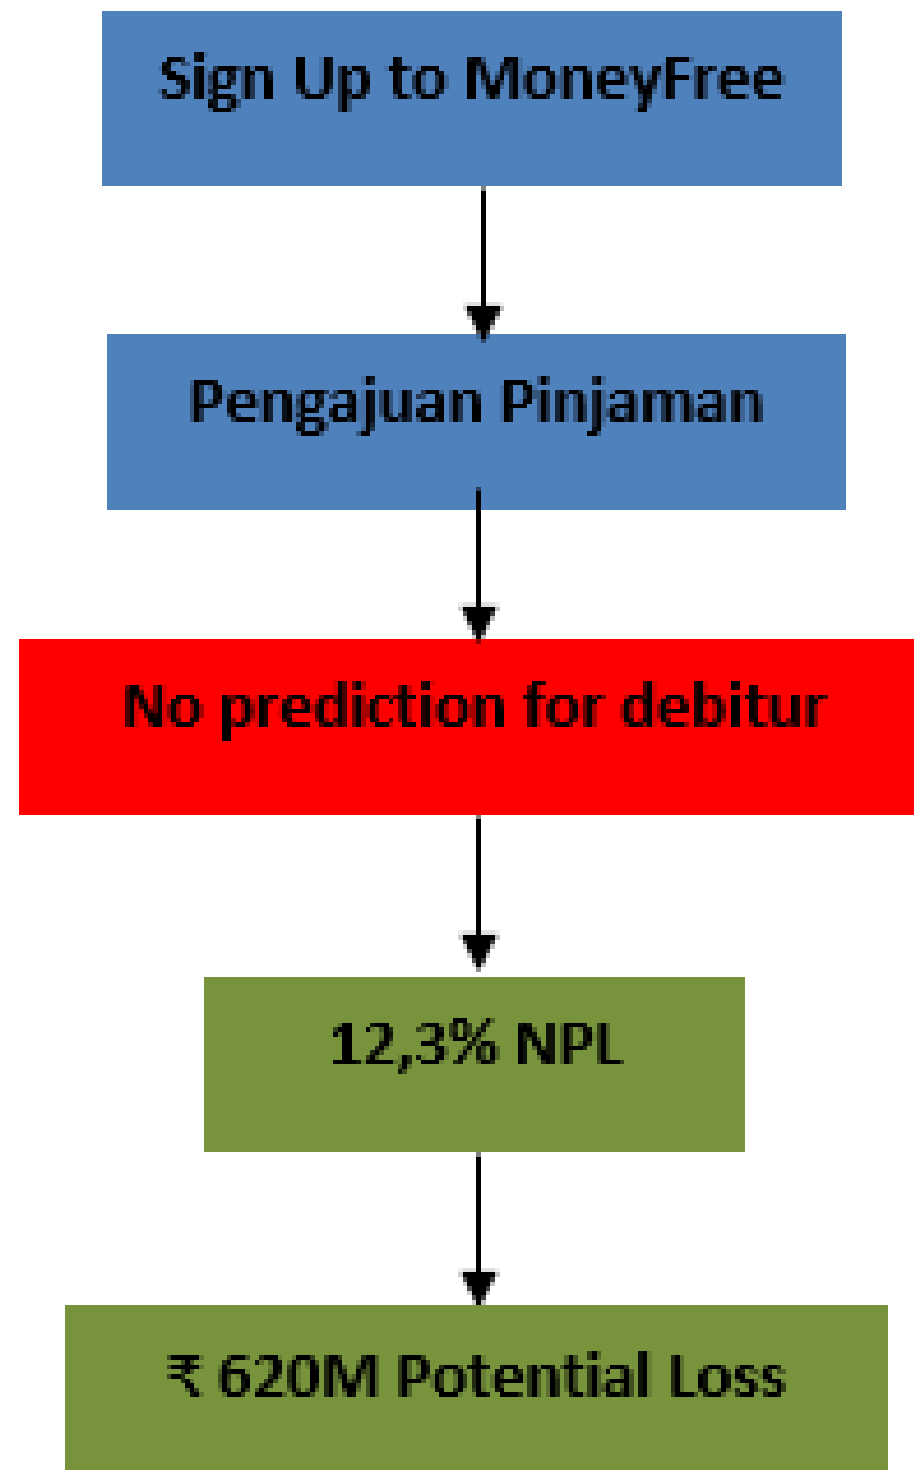 Sign Up to MoneyFree
Pengajuan Pinjaman
No prediction for debitur
12,3% NPL
₹ 620M Potential Loss